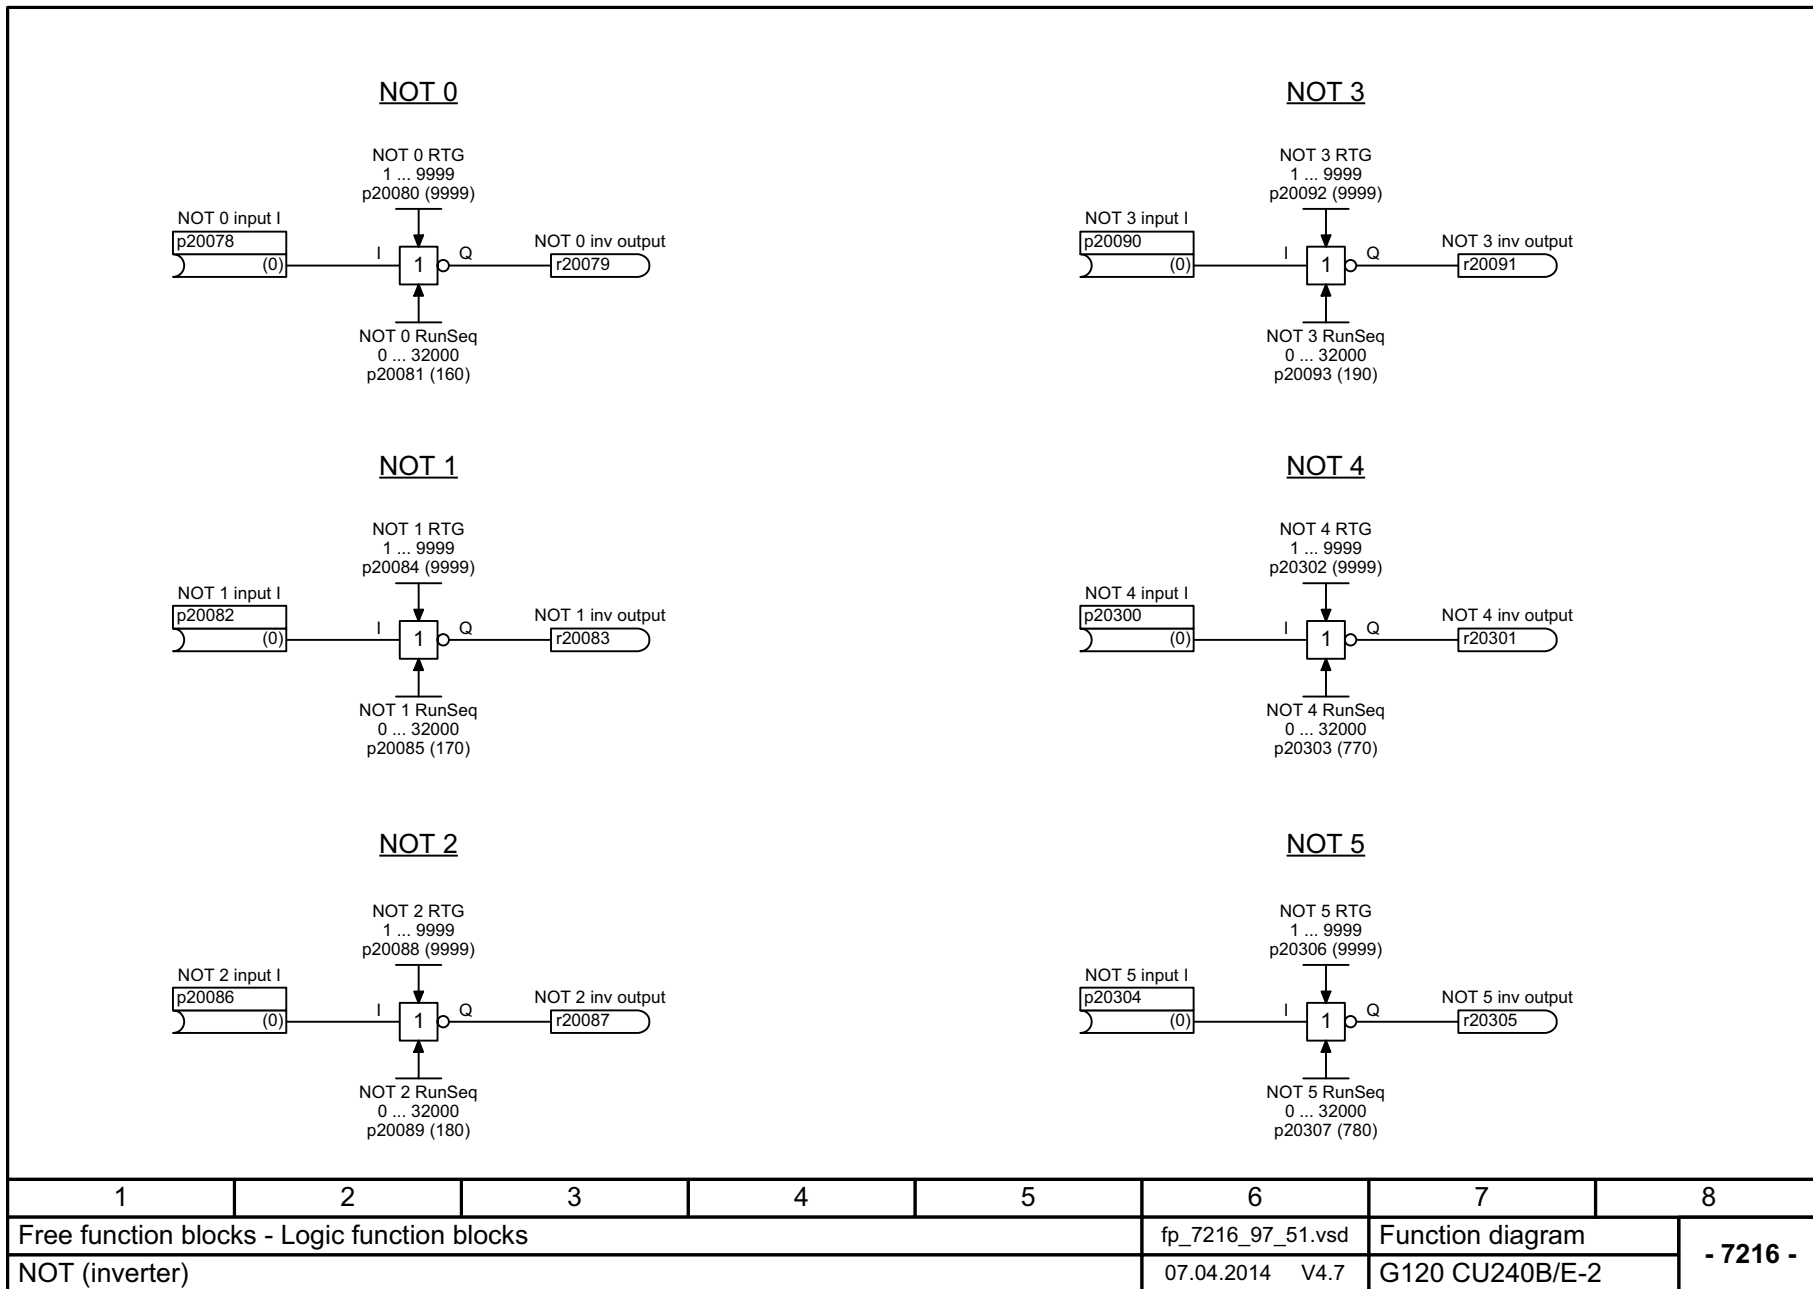 NOT 0
NOT 0 RTG
1 ... 9999
p20080 (9999)
NOT 0 input I
p20078
(0)
I
1
Q
NOT 0 inv output
r20079
NOT 0 RunSeq
0 ... 32000
p20081 (160)
NOT 3
NOT 3 RTG
1 ... 9999
p20092 (9999)
NOT 3 input I
p20090
(0)
I
1
Q
NOT 3 inv output
r20091
NOT 3 RunSeq
0 ... 32000
p20093 (190)
NOT 1
NOT 1 RTG
1 ... 9999
p20084 (9999)
NOT 1 input I
p20082
(0)
I
1
Q
NOT 1 inv output
r20083
NOT 1 RunSeq
0 ... 32000
p20085 (170)
NOT 4
NOT 4 RTG
1 ... 9999
p20302 (9999)
NOT 4 input I
p20300
(0)
I
1
Q
NOT 4 inv output
r20301
NOT 4 RunSeq
0 ... 32000
p20303 (770)
NOT 2
NOT 2 RTG
1 ... 9999
p20088 (9999)
NOT 2 input I
p20086
(0)
I
1
Q
NOT 2 inv output
r20087
NOT 2 RunSeq
0 ... 32000
p20089 (180)
NOT 5
NOT 5 RTG
1 ... 9999
p20306 (9999)
NOT 5 input I
p20304
(0)
I
1
Q
NOT 5 inv output
r20305
NOT 5 RunSeq
0 ... 32000
p20307 (780)
1 2 3 4 5 6 7 8
Free function blocks - Logic function blocks
fp_7216_97_51.vsd
Function diagram
- 7216 -
NOT (inverter)
07.04.2014 V4.7
G120 CU240B/E-2